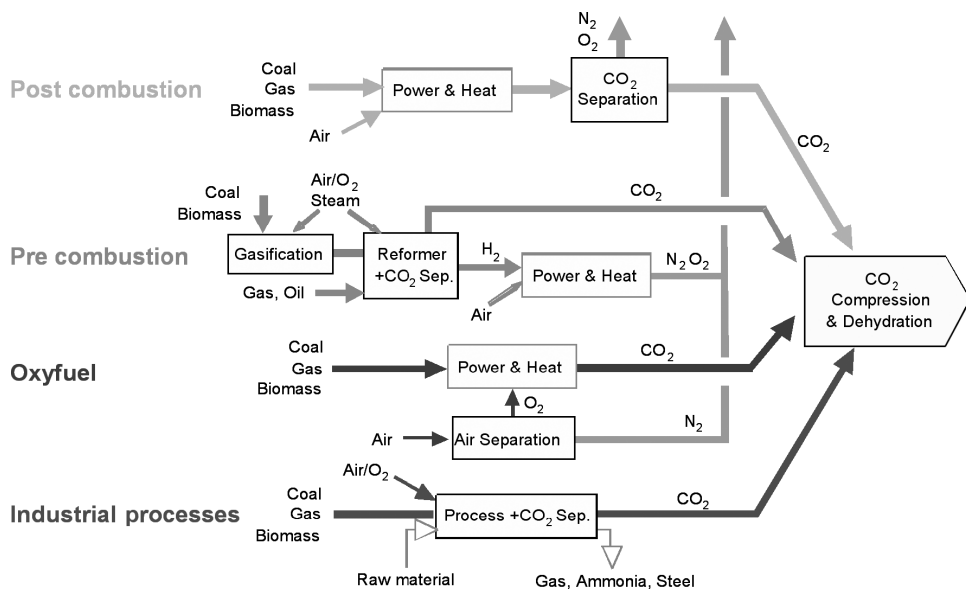 N₂
O₂
Post combustion
Coal
Gas
Biomass
Air
Power & Heat
CO₂
Separation
CO₂
Pre combustion
Coal
Biomass
Air/O₂
Steam
Gasification
Gas, Oil
Reformer
+CO₂ Sep.
CO₂
H₂
Air
Power & Heat
N₂ O₂
CO₂
Compression
& Dehydration
Oxyfuel
Coal
Gas
Biomass
Power & Heat
CO₂
O₂
Air
Air Separation
N₂
Industrial processes
Air/O₂
Coal
Gas
Biomass
Process +CO₂ Sep.
CO₂
Raw material
Gas, Ammonia, Steel